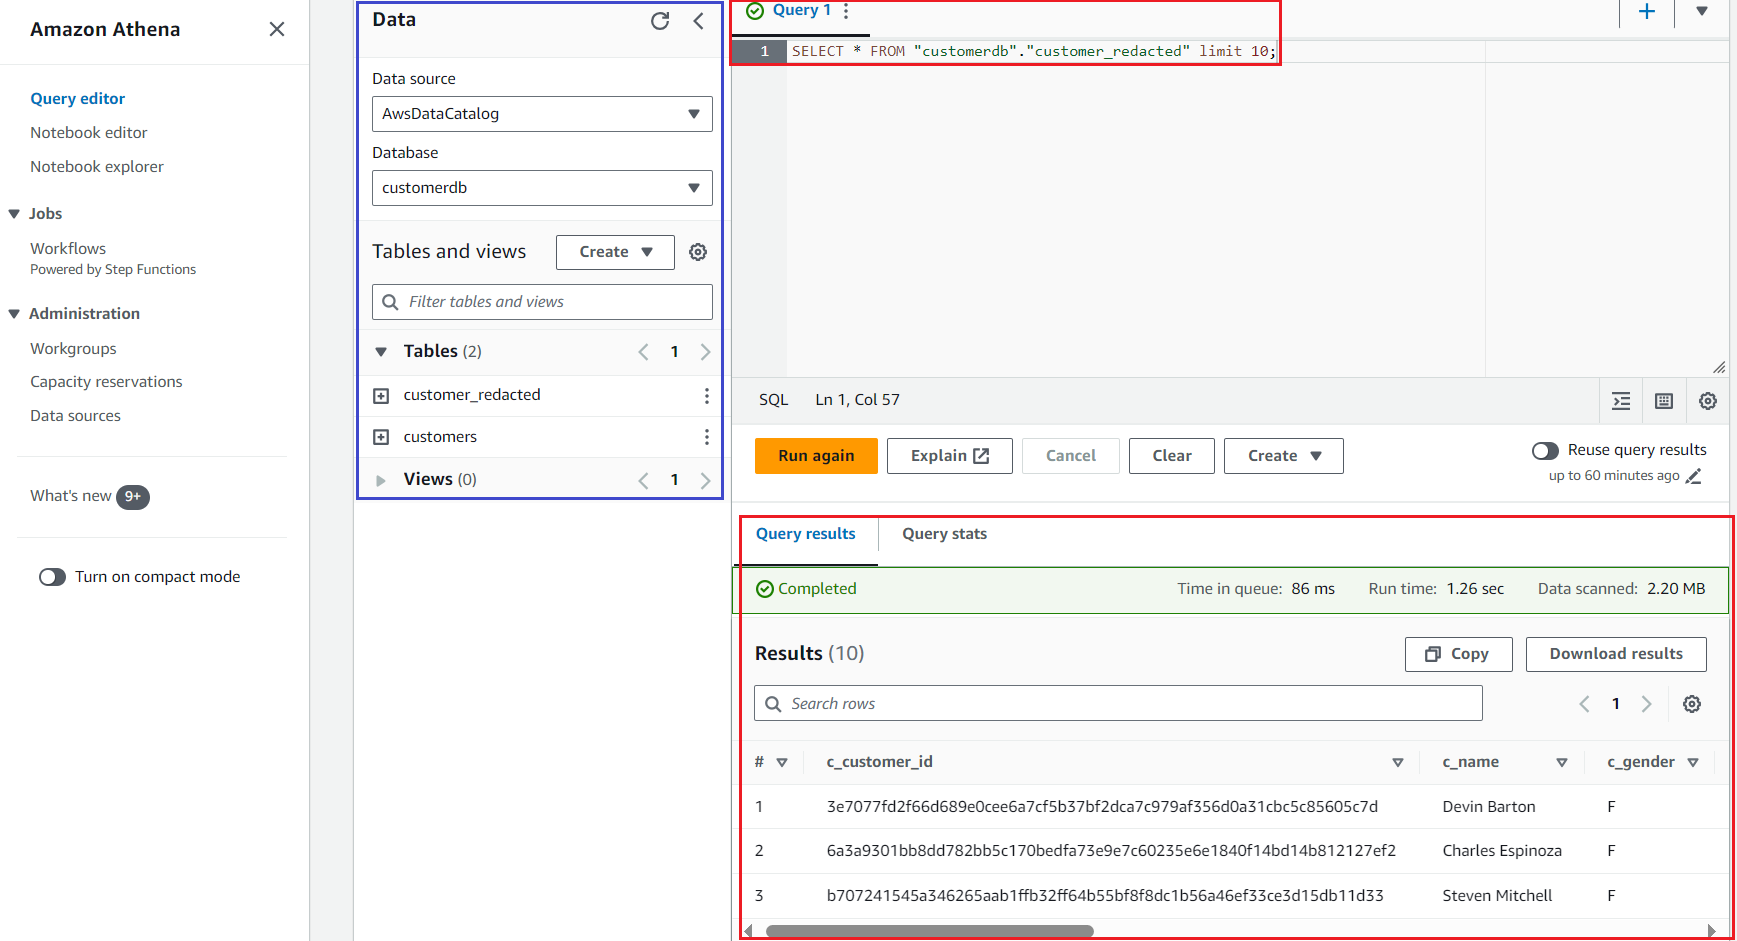 Amazon Athena
Query editor
Notebook editor
Notebook explorer
Jobs
Workflows
Powered by Step Functions
Administration
Workgroups
Capacity reservations
Data sources
What's new 9+
Turn on compact mode
Data
Data source
AwsDataCatalog
Database
customerdb
Tables and views Create
Filter tables and views
Tables (2) 1
customer_redacted
customers
Views (0) 1
Query 1
1 SELECT * FROM "customerdb"."customer_redacted" limit 10;
SQL Ln 1, Col 57
Run again Explain Cancel Clear Create
Reuse query results
up to 60 minutes ago
Query results Query stats
Completed Time in queue: 86 ms Run time: 1.26 sec Data scanned: 2.20 MB
Results (10) Copy Download results
Search rows 1
# c_customer_id c_name c_gender
1 3e7077fd2f66d689e0cee6a7cf5b37bf2dca7c979af356d0a31cbc5c85605c7d Devin Barton F
2 6a3a9301bb8dd782bb5c170bedfa73e9e7c60235e6e1840f14bd14b812127ef2 Charles Espinoza F
3 b707241545a346265aab1ffb32ff64b55bf8f8dc1b56a46ef33ce3d15db11d33 Steven Mitchell F